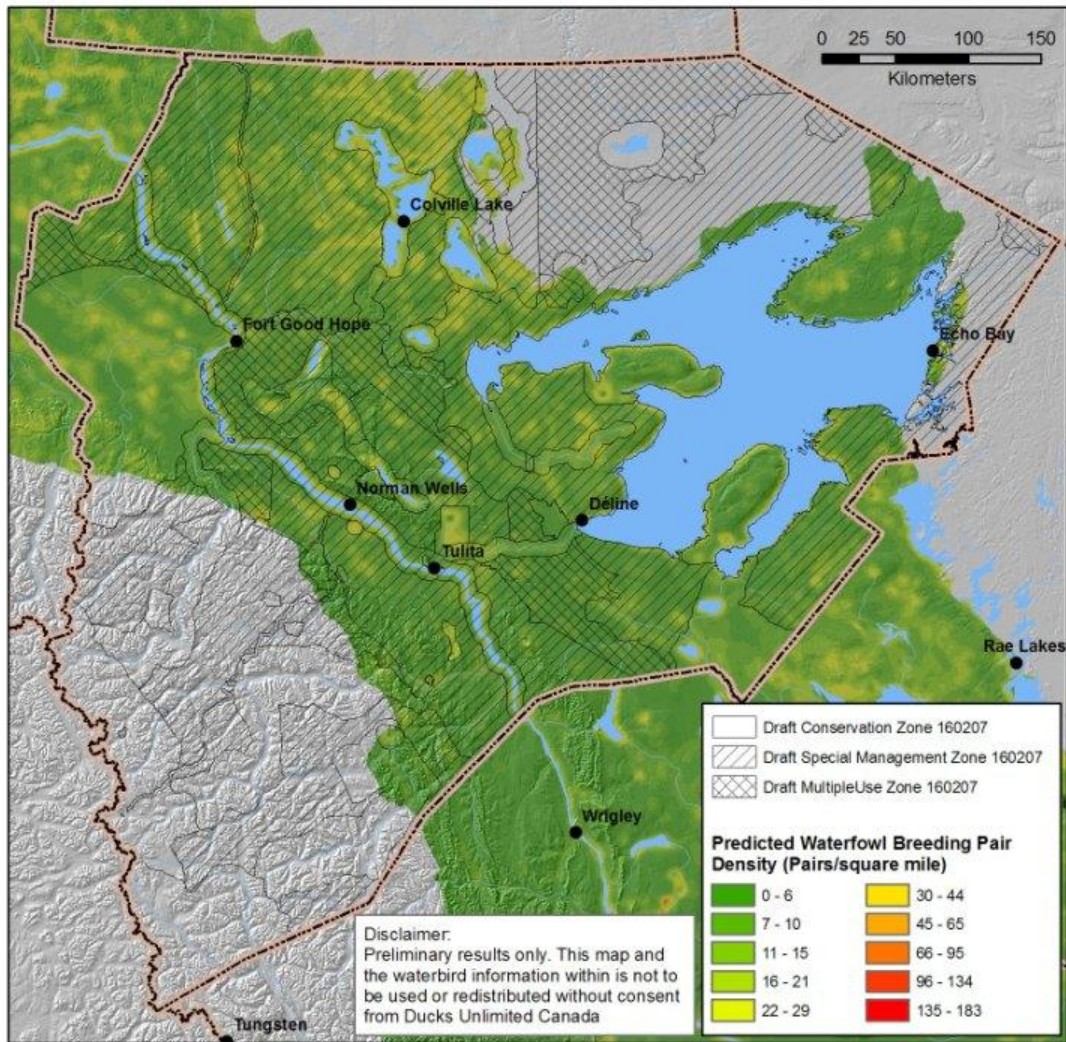 0 25 50 100 150
Kilometers
Colville Lake
Fort Good Hope
Echo Bay
Norman Wells
Déline
Tulita
Rae Lakes
Wrigley
Tungsten
Draft Conservation Zone 160207
Draft Special Management Zone 160207
Draft MultipleUse Zone 160207
Predicted Waterfowl Breeding Pair
Density (Pairs/square mile)
0 - 6
7 - 10
11 - 15
16 - 21
22 - 29
30 - 44
45 - 65
66 - 95
96 - 134
135 - 183
Disclaimer:
Preliminary results only. This map and
the waterbird information within is not to
be used or redistributed without consent
from Ducks Unlimited Canada